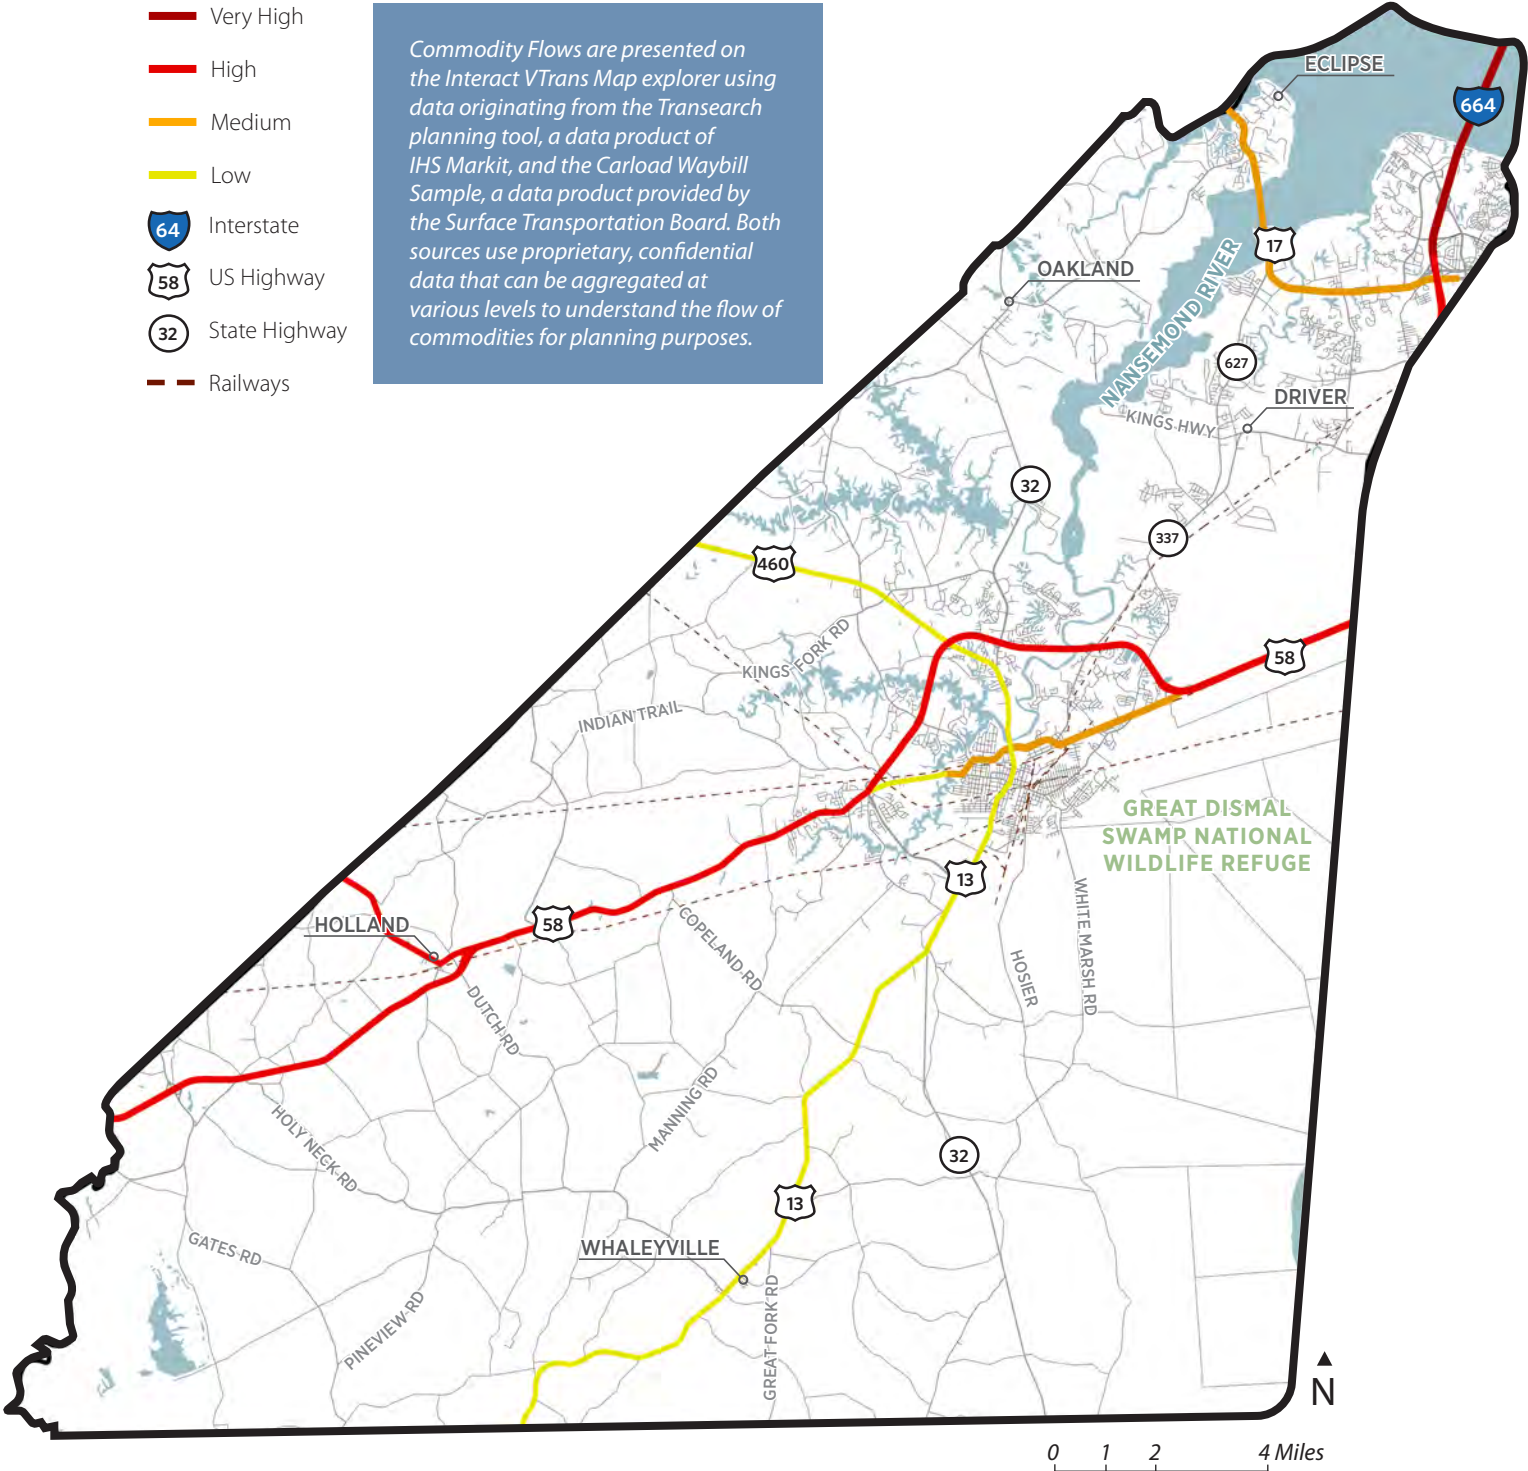 Very High
High
Medium
Low
64 Interstate
58 US Highway
32 State Highway
Railways
Commodity Flows are presented on
the Interact VTrans Map explorer using
data originating from the Transearch
planning tool, a data product of
IHS Markit, and the Carload Waybill
Sample, a data product provided by
the Surface Transportation Board. Both
sources use proprietary, confidential
data that can be aggregated at
various levels to understand the flow of
commodities for planning purposes.
ECLIPSE
664
17
OAKLAND
NANSEMOND RIVER
627
DRIVER
KINGS HWY
32
337
460
KINGS FORK RD
58
INDIAN TRAIL
GREAT DISMAL
SWAMP NATIONAL
WILDLIFE REFUGE
13
HOLLAND
58
COPELAND RD
WHITE MARSH RD
HOSIER
DUTCH RD
MANNING RD
HOLY NECK RD
32
13
GATES RD
WHALEYVILLE
PINEVIEW RD
GREAT FORK RD
N
0 1 2 4 Miles